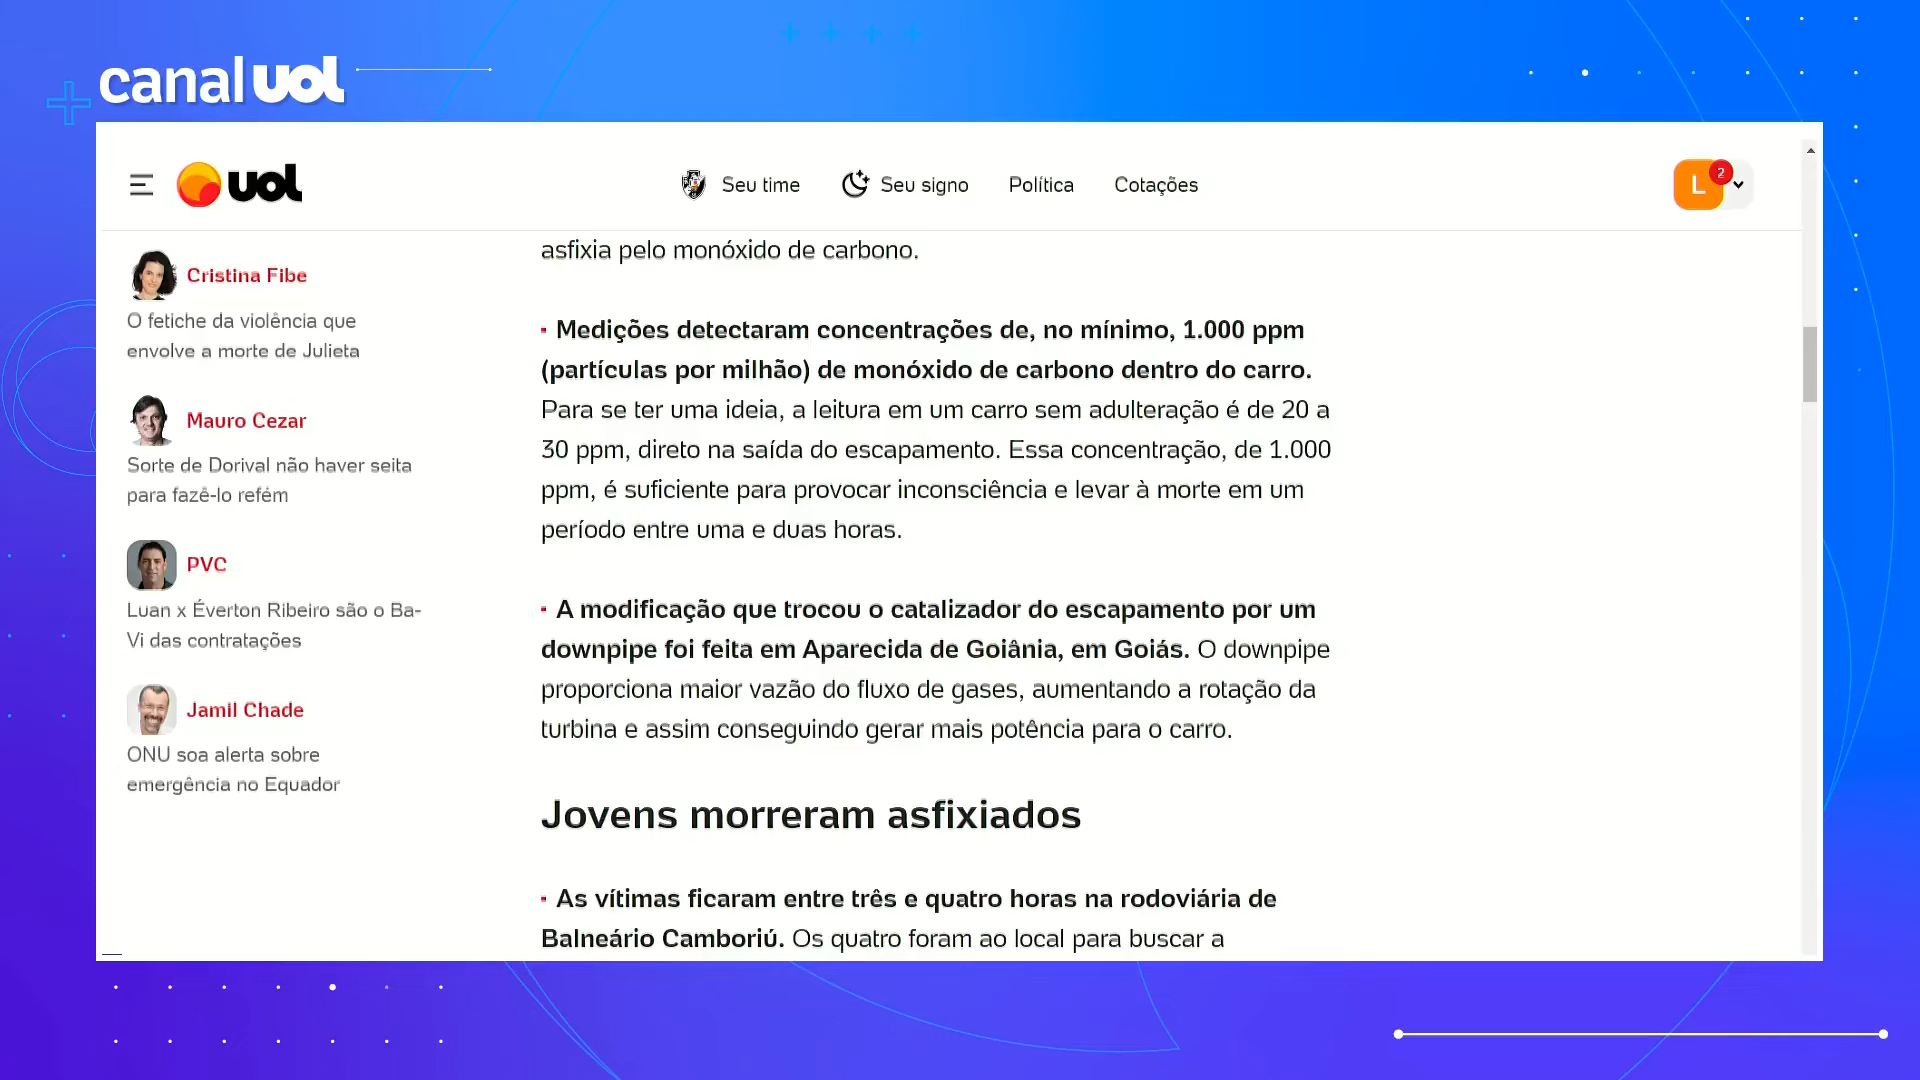 canal uol
uol
Seu time
Seu signo
Política
Cotações
L
2
Cristina Fibe
O fetiche da violência que
envolve a morte de Julieta
Mauro Cezar
Sorte de Dorival não haver seita
para fazê-lo refém
PVC
Luan x Éverton Ribeiro são o Ba-
Vi das contratações
Jamil Chade
ONU soa alerta sobre
emergência no Equador
asfixia pelo monóxido de carbono.
Medições detectaram concentrações de, no mínimo, 1.000 ppm
(partículas por milhão) de monóxido de carbono dentro do carro.
Para se ter uma ideia, a leitura em um carro sem adulteração é de 20 a
30 ppm, direto na saída do escapamento. Essa concentração, de 1.000
ppm, é suficiente para provocar inconsciência e levar à morte em um
período entre uma e duas horas.
A modificação que trocou o catalizador do escapamento por um
downpipe foi feita em Aparecida de Goiânia, em Goiás. O downpipe
proporciona maior vazão do fluxo de gases, aumentando a rotação da
turbina e assim conseguindo gerar mais potência para o carro.
Jovens morreram asfixiados
As vítimas ficaram entre três e quatro horas na rodoviária de
Balneário Camboriú. Os quatro foram ao local para buscar a